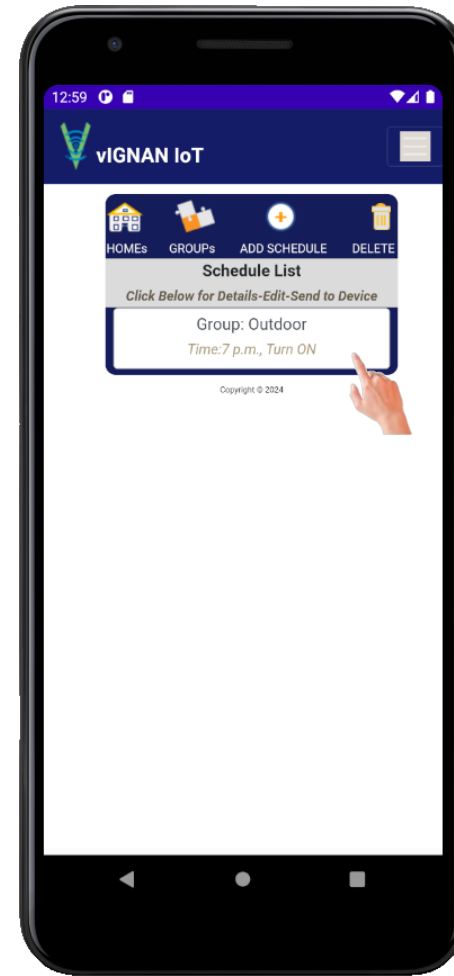 12:59
vIGNAN IoT
HOMEs GROUPs ADD SCHEDULE DELETE
Schedule List
Click Below for Details-Edit-Send to Device
Group: Outdoor
Time:7 p.m., Turn ON
Copyright © 2024